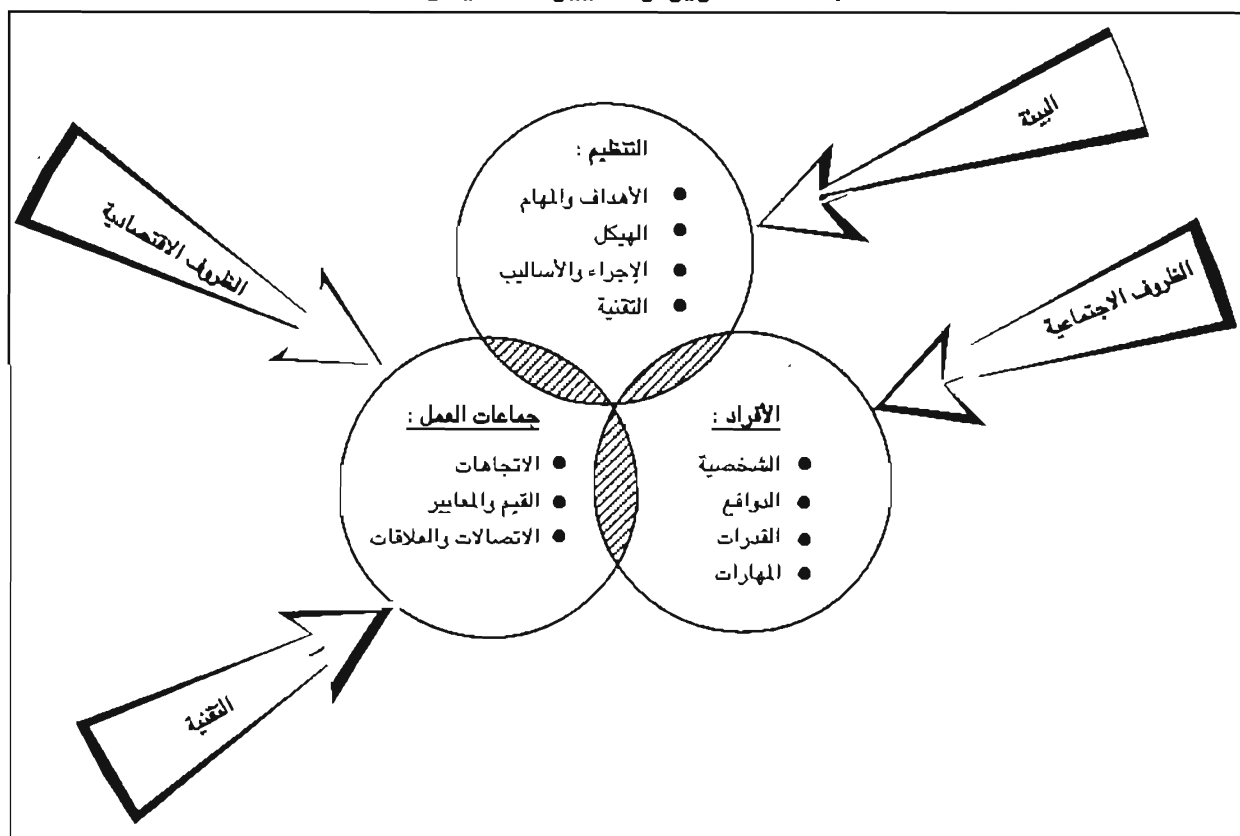 التنظيم :
● الأهداف والمهام
● الهيكل
● الإجراء والأساليب
● التقنية
البيئة
الظروف الاجتماعية
الظروف الاقتصادية
الأفراد :
● الشخصية
● الدوافع
● القدرات
● المهارات
جماعات العمل :
● الاتجاهات
● القيم والمعايير
● الاتصالات والعلاقات
التقنية